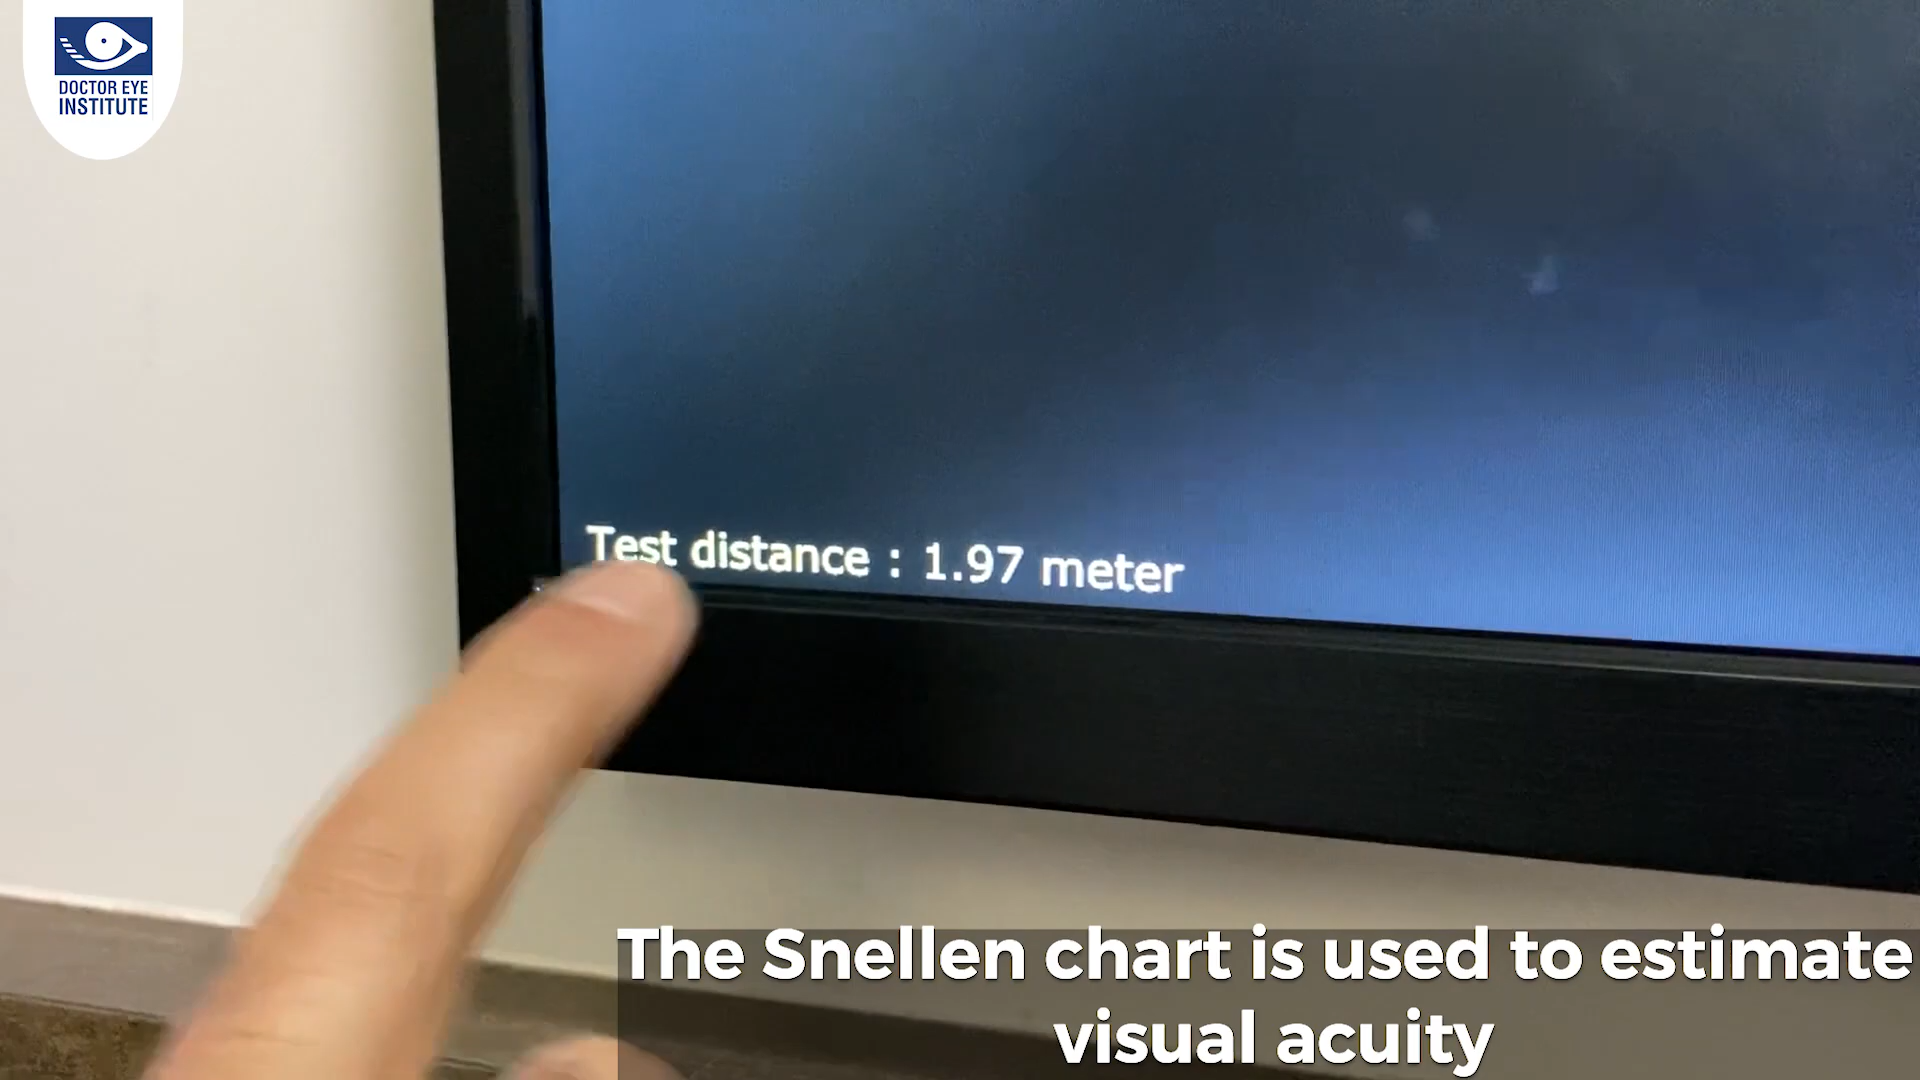 DOCTOR EYE
INSTITUTE
Test distance : 1.97 meter
The Snellen chart is used to estimate
visual acuity